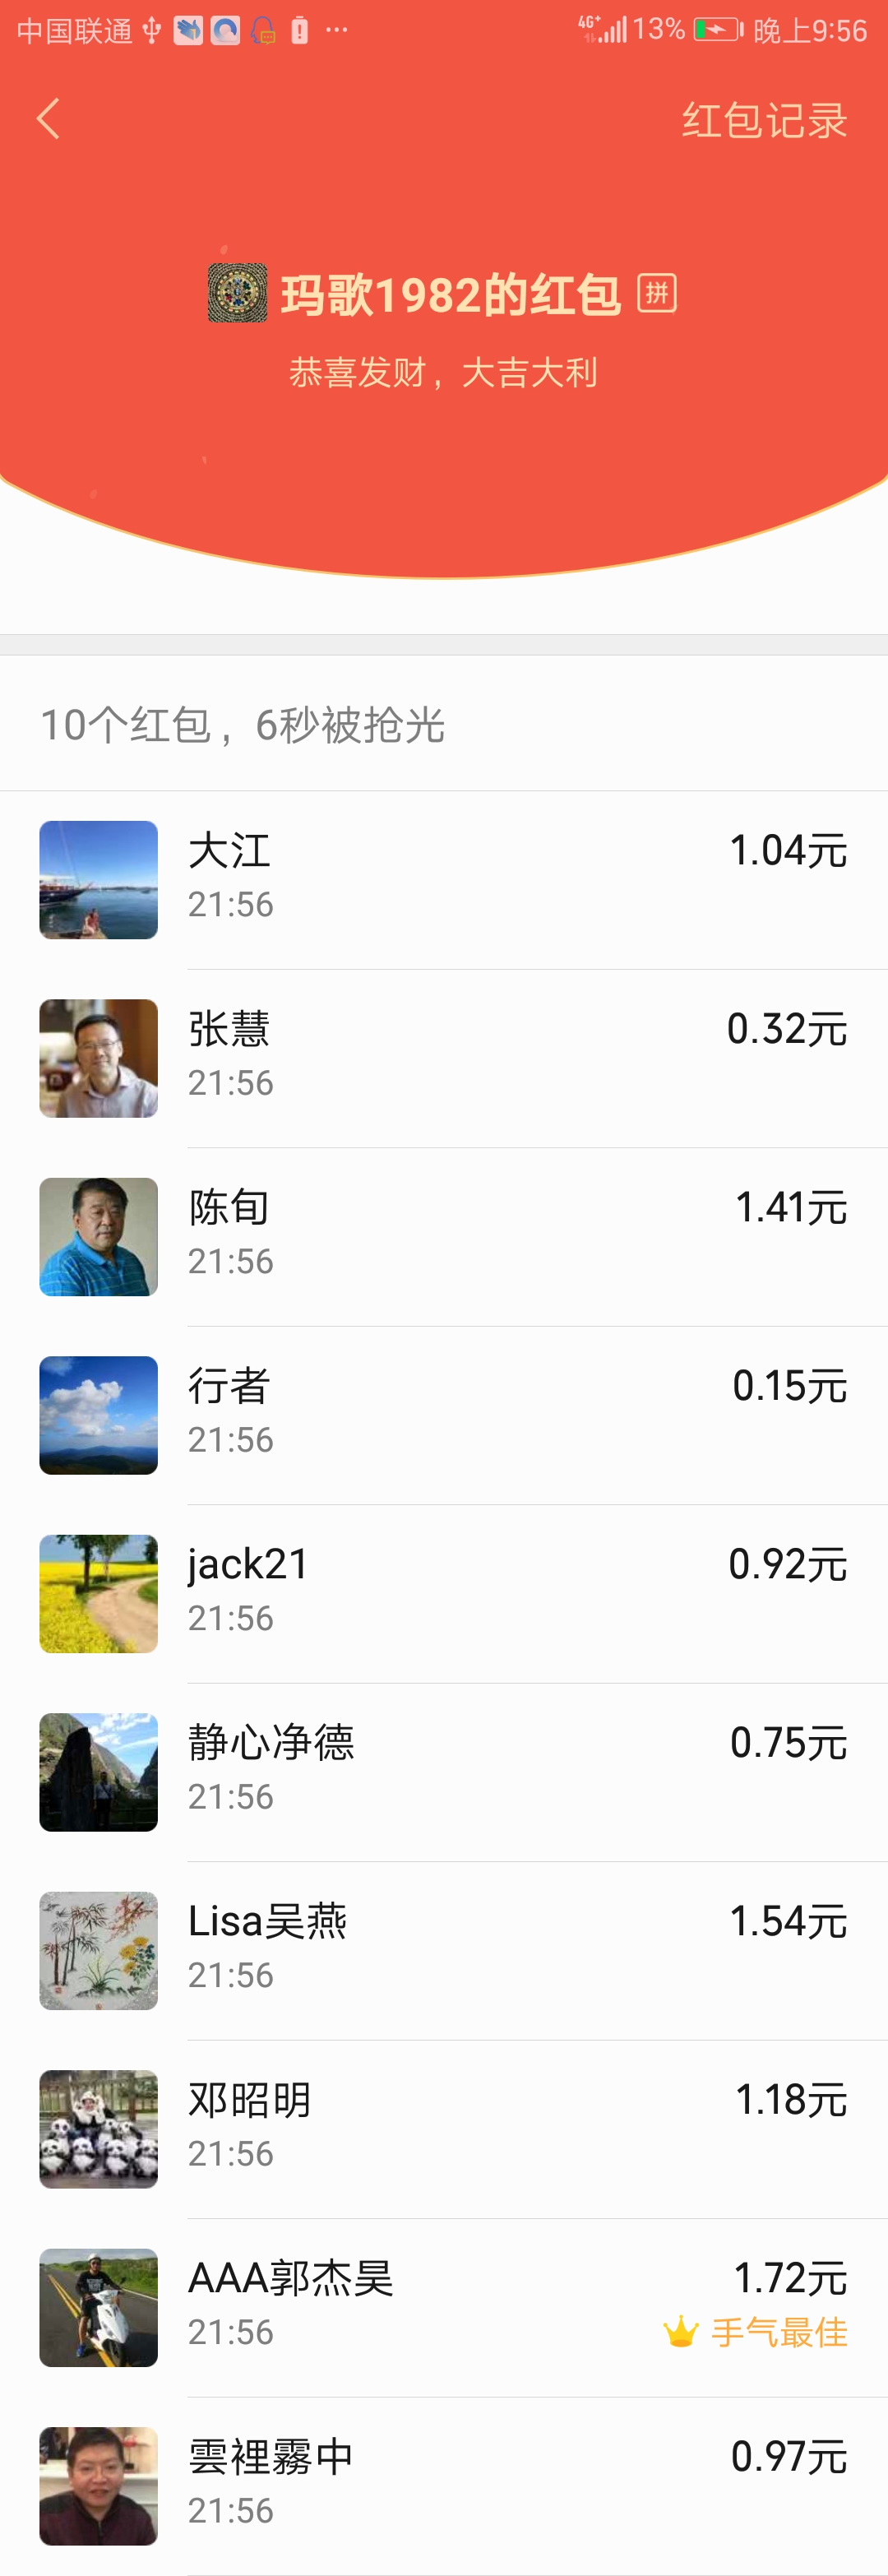 中国联通 4G+ 13% 晚上9:56
红包记录
玛歌1982的红包 拼
恭喜发财，大吉大利
10个红包，6秒被抢光
大江 1.04元
21:56
张慧 0.32元
21:56
陈旬 1.41元
21:56
行者 0.15元
21:56
jack21 0.92元
21:56
静心净德 0.75元
21:56
Lisa吴燕 1.54元
21:56
邓昭明 1.18元
21:56
AAA郭杰昊 1.72元
21:56 手气最佳
雲裡霧中 0.97元
21:56